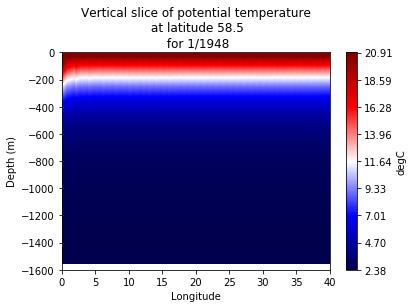 Vertical slice of potential temperature
at latitude 58.5
for 1/1948
0
−200
−400
−600
−800
−1000
−1200
−1400
−1600
Depth (m)
0 5 10 15 20 25 30 35 40
Longitude
20.91
18.59
16.28
13.96
11.64
9.33
7.01
4.70
2.38
degC